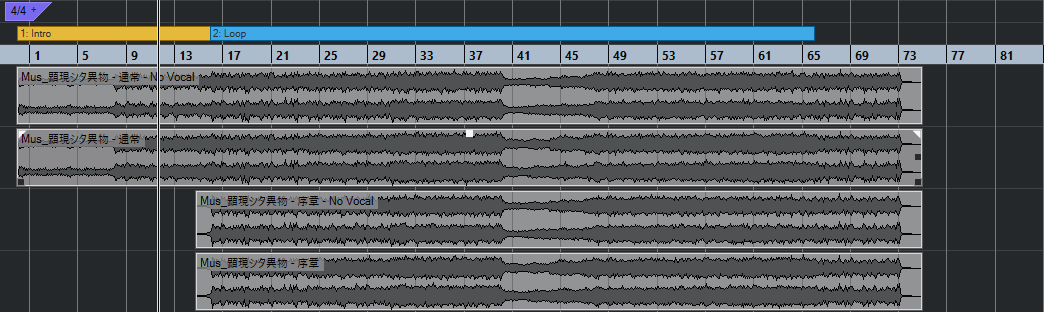 4/4 +
1: Intro 2: Loop
1 5 9 13 17 21 25 29 33 37 41 45 49 53 57 61 65 69 73 77 81
Mus_顕現シタ異物 - 通常 - No Vocal
Mus_顕現シタ異物 - 通常
Mus_顕現シタ異物 - 序章 - No Vocal
Mus_顕現シタ異物 - 序章